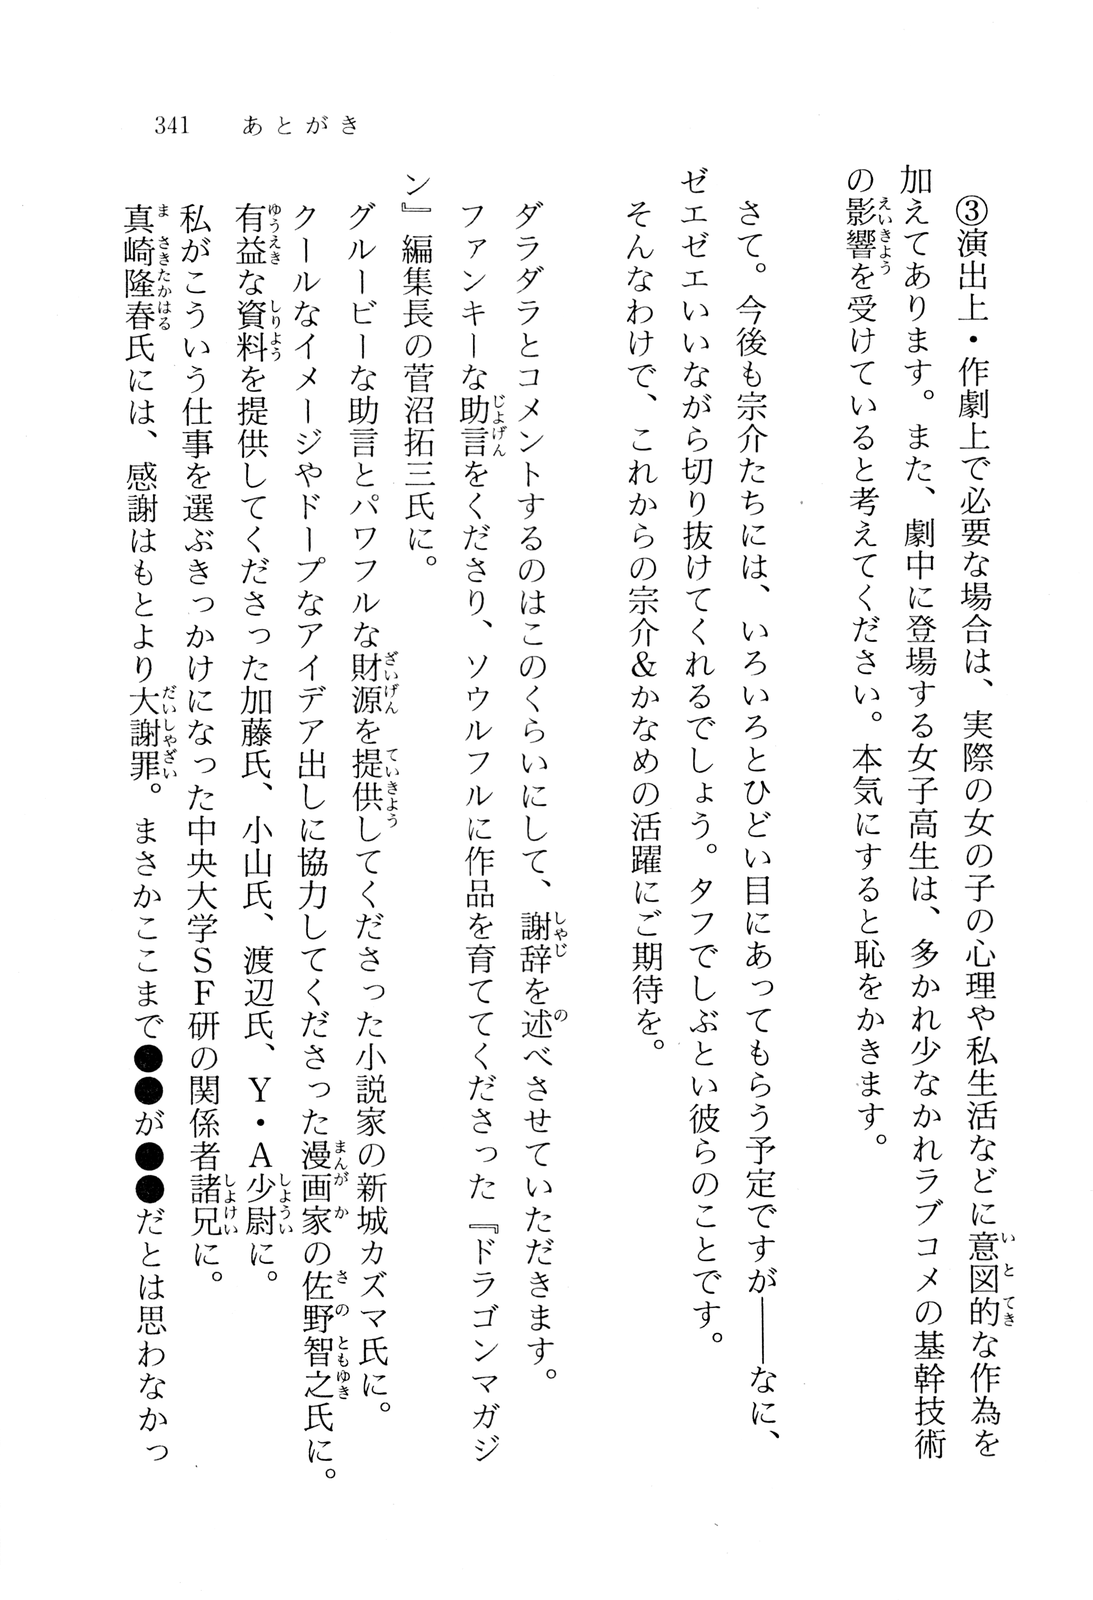 341 あとがき
③演出上・作劇上で必要な場合は、実際の女の子の心理や私生活などに意図的な作為を
加えてあります。また、劇中に登場する女子高生は、多かれ少なかれラブコメの基幹技術
の影響を受けていると考えてください。本気にすると恥をかきます。
さて。今後も宗介たちには、いろいろとひどい目にあってもらう予定ですが――なに、
ゼエゼエいいながら切り抜けてくれるでしょう。タフでしぶとい彼らのことです。
そんなわけで、これからの宗介&かなめの活躍にご期待を。
ダラダラとコメントするのはこのくらいにして、謝辞を述べさせていただきます。
ファンキーな助言をくださり、ソウルフルに作品を育ててくださった『ドラゴンマガジ
ン』編集長の菅沼拓三氏に。
グルービーな助言とパワフルな財源を提供してくださった小説家の新城カズマ氏に。
クールなイメージやドープなアイデア出しに協力してくださった漫画家の佐野智之氏に。
有益な資料を提供してくださった加藤氏、小山氏、渡辺氏、Y・A少尉に。
私がこういう仕事を選ぶきっかけになった中央大学SF研の関係者諸兄に。
真崎隆春氏には、感謝はもとより大謝罪。まさかここまで●●が●●だとは思わなかっ